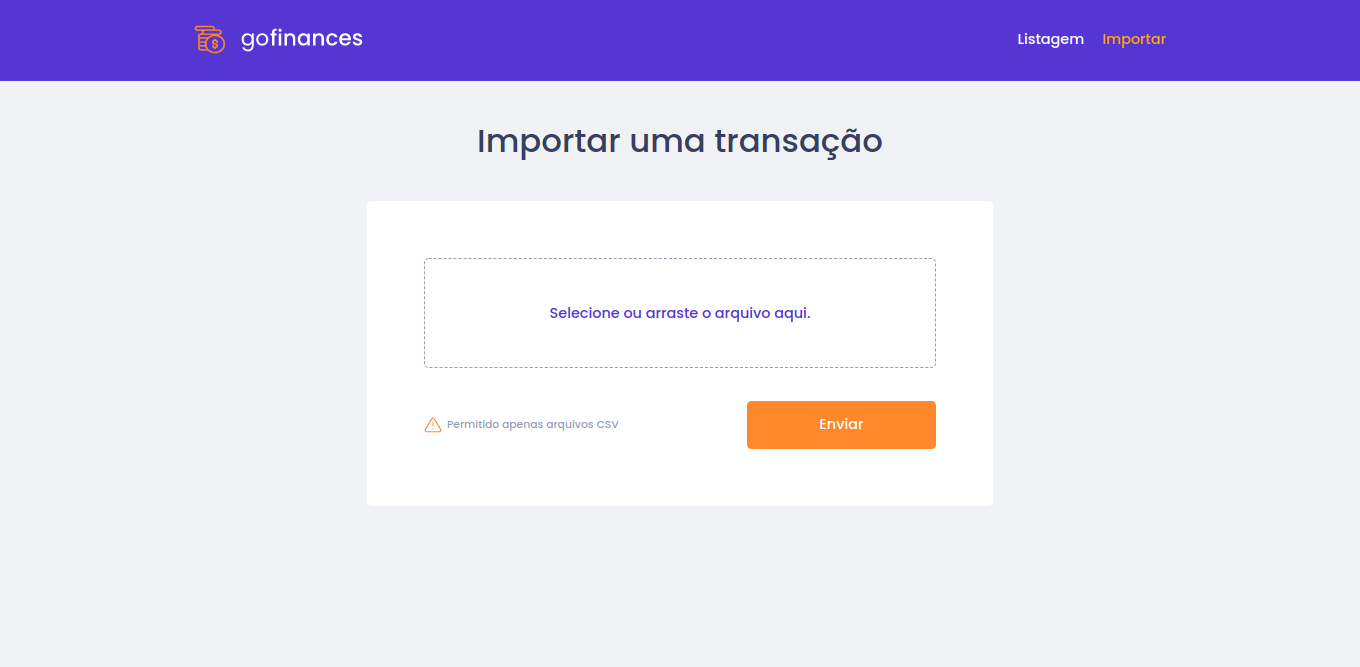 gofinances
Listagem Importar
Importar uma transação
Selecione ou arraste o arquivo aqui.
Permitido apenas arquivos CSV
Enviar